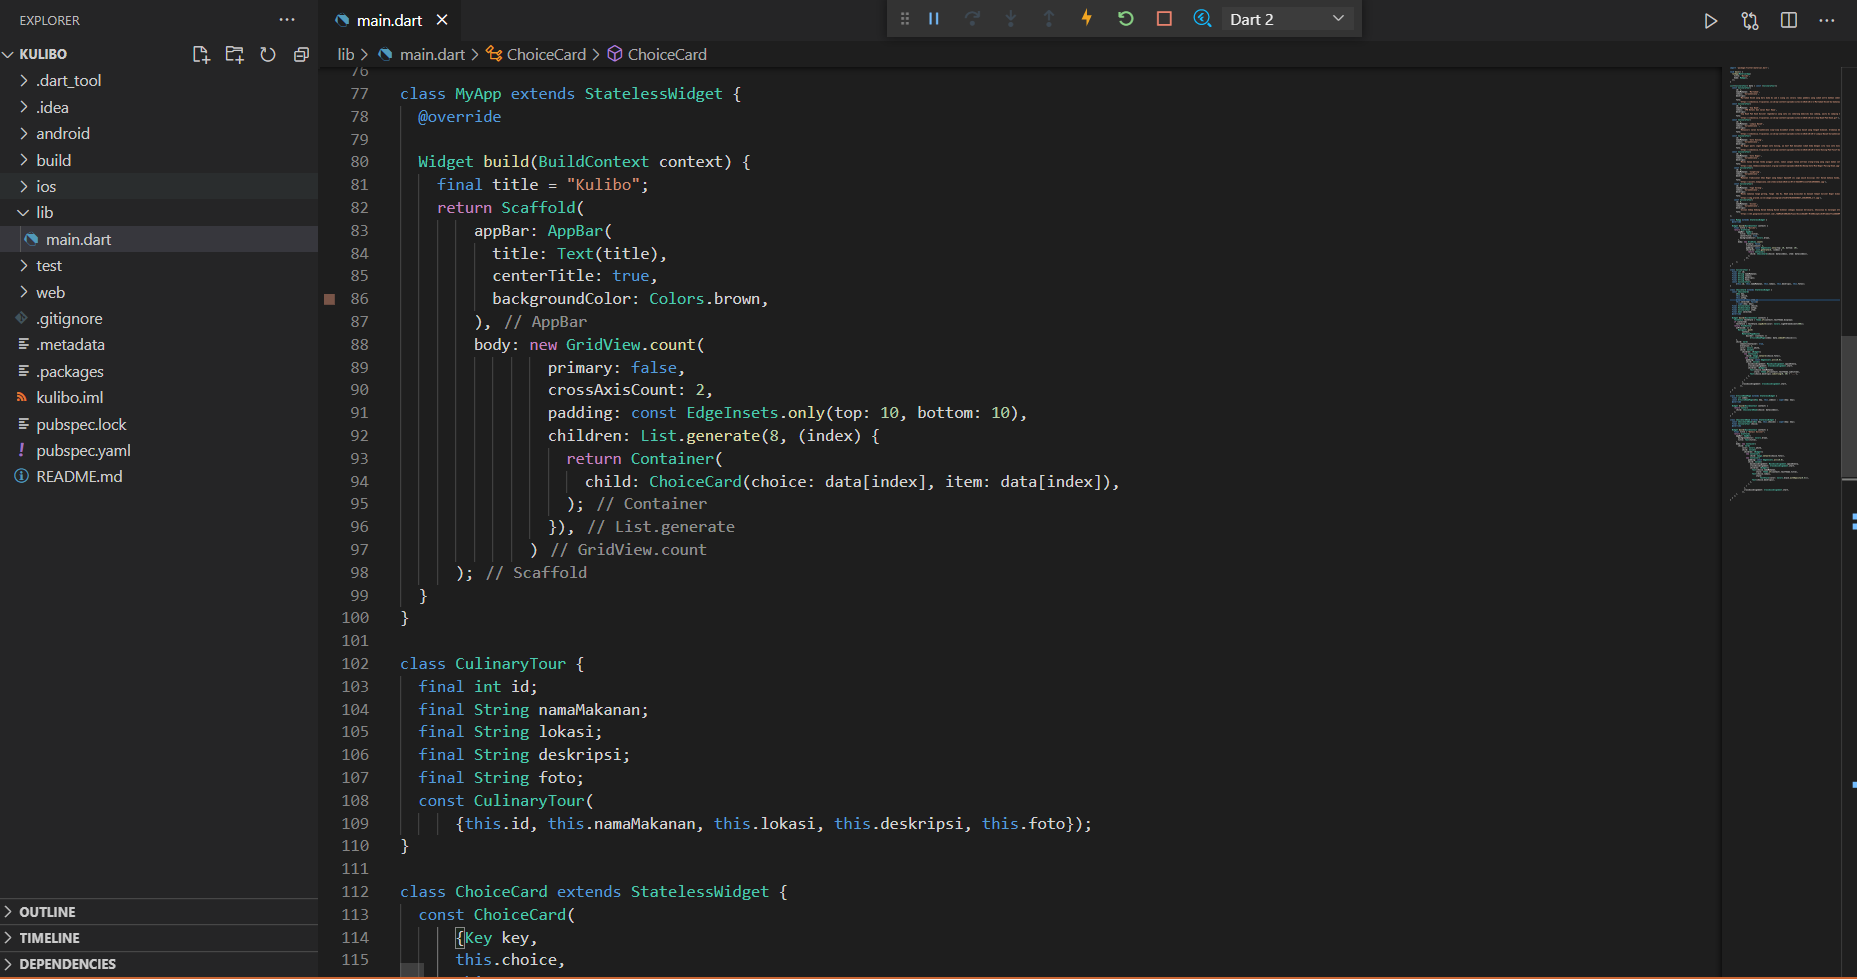 EXPLORER
main.dart
Dart 2
KULIBO
lib > main.dart > ChoiceCard > ChoiceCard
.dart_tool
.idea
android
build
ios
lib
main.dart
test
web
.gitignore
.metadata
.packages
kulibo.iml
pubspec.lock
pubspec.yaml
README.md
OUTLINE
TIMELINE
DEPENDENCIES
76
77 class MyApp extends StatelessWidget {
78 @override
79
80 Widget build(BuildContext context) {
81 final title = "Kulibo";
82 return Scaffold(
83 appBar: AppBar(
84 title: Text(title),
85 centerTitle: true,
86 backgroundColor: Colors.brown,
87 ), // AppBar
88 body: new GridView.count(
89 primary: false,
90 crossAxisCount: 2,
91 padding: const EdgeInsets.only(top: 10, bottom: 10),
92 children: List.generate(8, (index) {
93 return Container(
94 child: ChoiceCard(choice: data[index], item: data[index]),
95 ); // Container
96 }), // List.generate
97 ) // GridView.count
98 ); // Scaffold
99 }
100 }
101
102 class CulinaryTour {
103 final int id;
104 final String namaMakanan;
105 final String lokasi;
106 final String deskripsi;
107 final String foto;
108 const CulinaryTour(
109 {this.id, this.namaMakanan, this.lokasi, this.deskripsi, this.foto});
110 }
111
112 class ChoiceCard extends StatelessWidget {
113 const ChoiceCard(
114 {Key key,
115 this.choice,